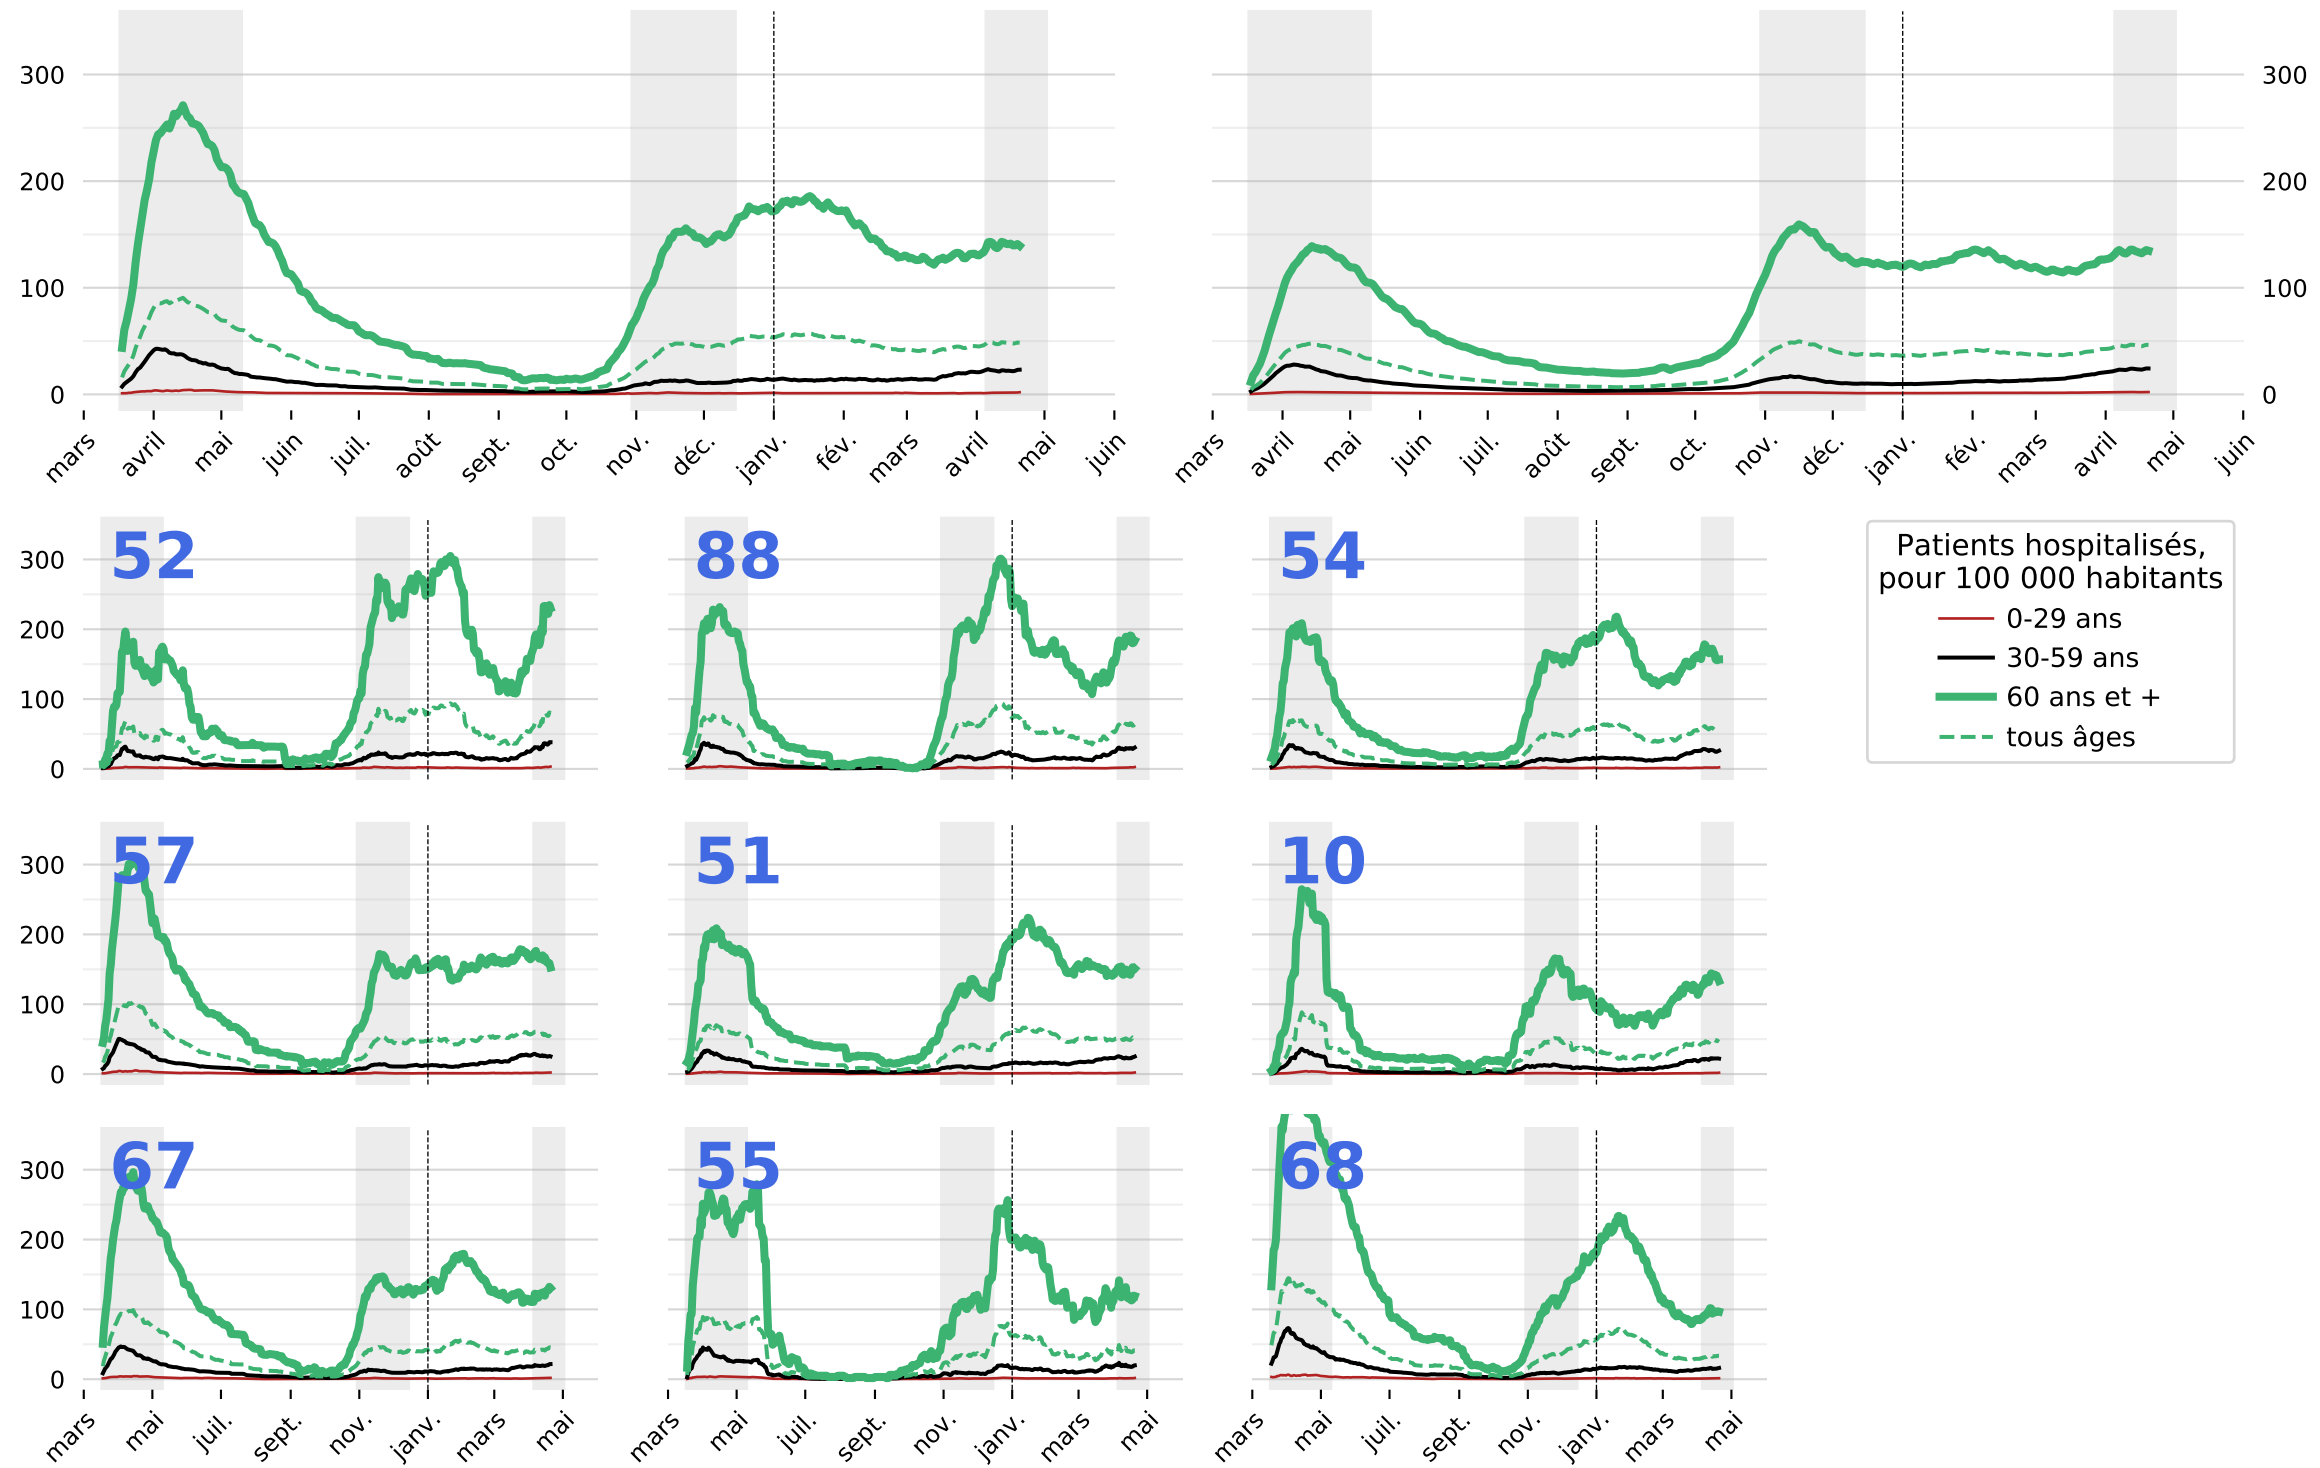 300
200
100
0
mars
avril
mai
juin
juil.
août
sept.
oct.
nov.
déc.
janv.
fév.
mars
avril
mai
juin
300
200
100
0
mars
avril
mai
juin
juil.
août
sept.
oct.
nov.
déc.
janv.
fév.
mars
avril
mai
juin
52
88
54
300
200
100
0
Patients hospitalisés,
pour 100 000 habitants
0-29 ans
30-59 ans
60 ans et +
tous âges
57
51
10
300
200
100
0
67
55
68
300
200
100
0
mars
mai
juil.
sept.
nov.
janv.
mars
mai
mars
mai
juil.
sept.
nov.
janv.
mars
mai
mars
mai
juil.
sept.
nov.
janv.
mars
mai